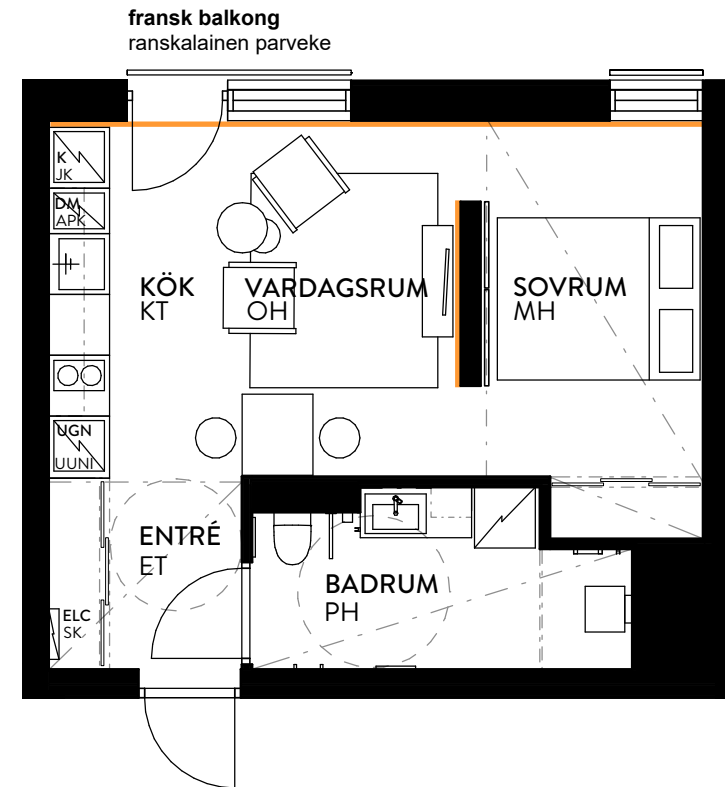 fransk balkong
ranskalainen parveke
K
JK
DM
APK
KÖK
KT
VARDAGSRUM
OH
SOVRUM
MH
UGN
UUNI
ENTRÉ
ET
BADRUM
PH
ELC
SK